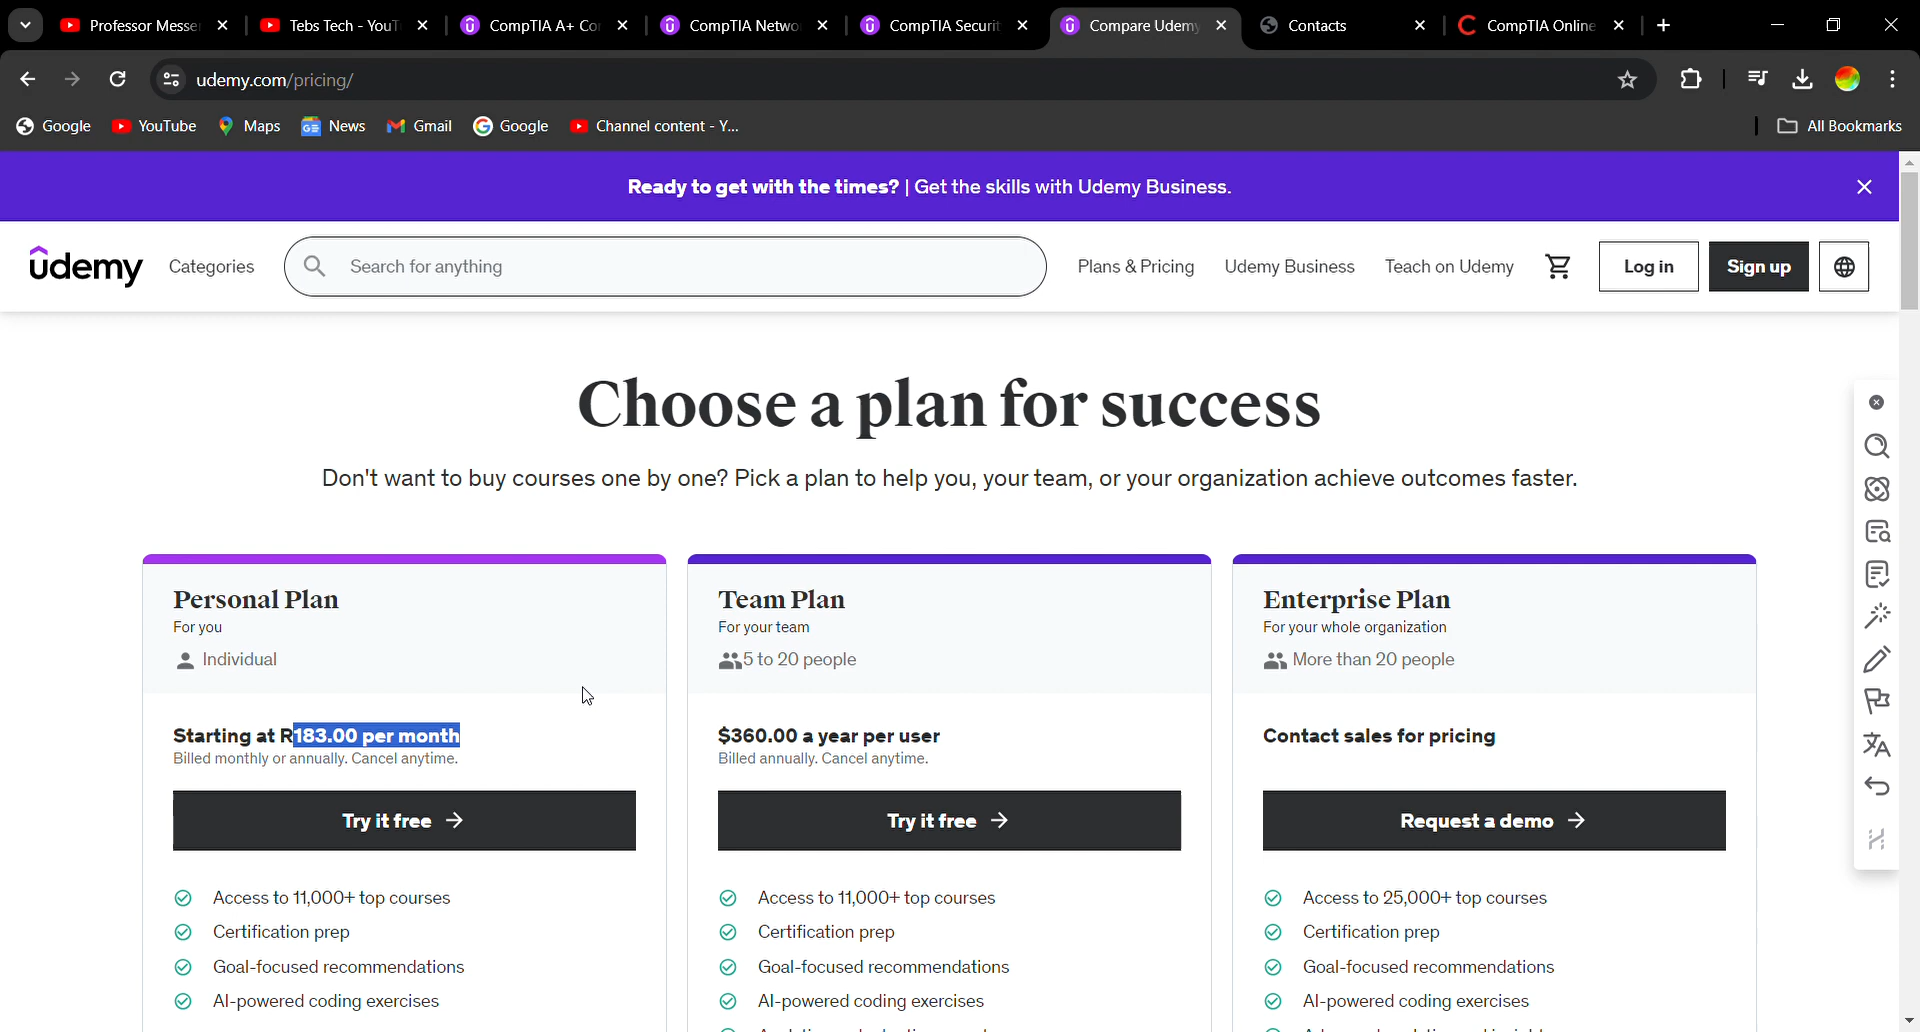 Professor Messe
Tebs Tech - YouT
CompTIA A+ Co
CompTIA Netwo
CompTIA Securit
Compare Udemy
Contacts
CompTIA Online
udemy.com/pricing/
Google
YouTube
Maps
News
Gmail
Google
Channel content - Y...
All Bookmarks
Ready to get with the times? | Get the skills with Udemy Business.
udemy
Categories
Search for anything
Plans & Pricing
Udemy Business
Teach on Udemy
Log in
Sign up
Choose a plan for success
Don't want to buy courses one by one? Pick a plan to help you, your team, or your organization achieve outcomes faster.
Personal Plan
For you
Individual
Starting at R183.00 per month
Billed monthly or annually. Cancel anytime.
Try it free →
Access to 11,000+ top courses
Certification prep
Goal-focused recommendations
AI-powered coding exercises
Team Plan
For your team
5 to 20 people
$360.00 a year per user
Billed annually. Cancel anytime.
Try it free →
Access to 11,000+ top courses
Certification prep
Goal-focused recommendations
AI-powered coding exercises
Enterprise Plan
For your whole organization
More than 20 people
Contact sales for pricing
Request a demo →
Access to 25,000+ top courses
Certification prep
Goal-focused recommendations
AI-powered coding exercises